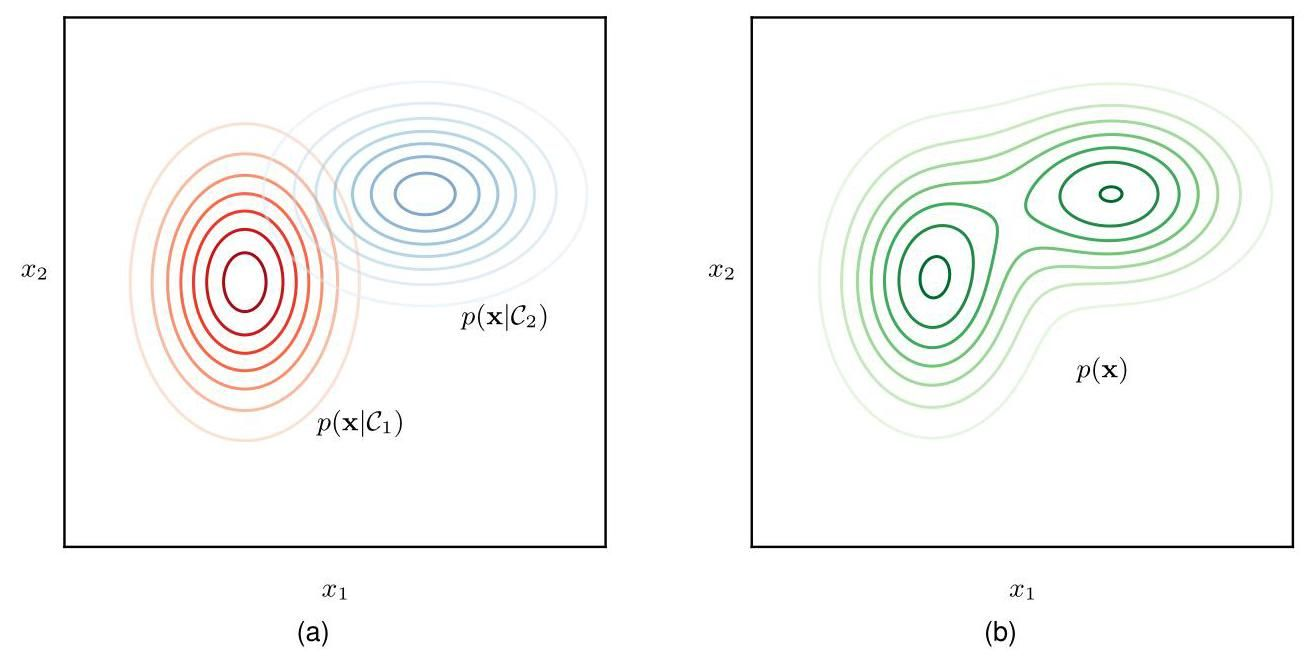 x₂
p(𝐱|𝒞₂)
p(𝐱|𝒞₁)
x₁
(a)
x₂
p(𝐱)
x₁
(b)